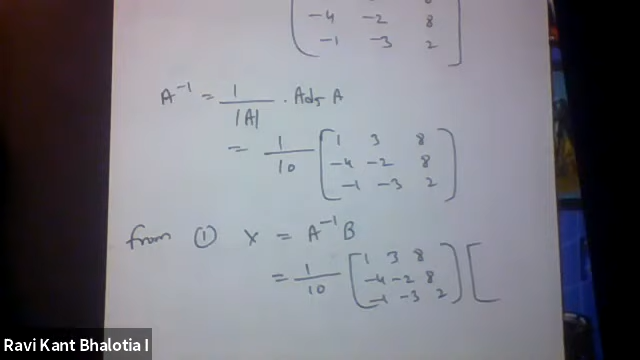 -4 -2 8
-1 -3 2
A⁻¹ = 1/|A| . Adj A
= 1/10 [1 3 8
-4 -2 8
-1 -3 2]
from ① X = A⁻¹B
= 1/10 [1 3 8
-4 -2 8
-1 -3 2] [
Ravi Kant Bhalotia I